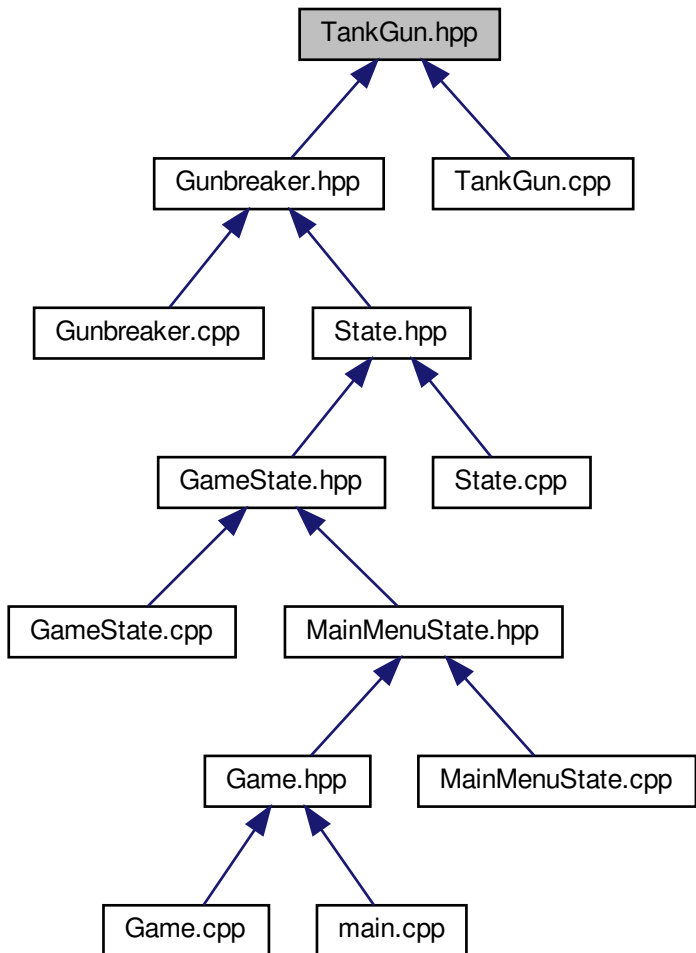 TankGun.hpp
Gunbreaker.hpp
TankGun.cpp
Gunbreaker.cpp
State.hpp
GameState.hpp
State.cpp
GameState.cpp
MainMenuState.hpp
Game.hpp
MainMenuState.cpp
Game.cpp
main.cpp